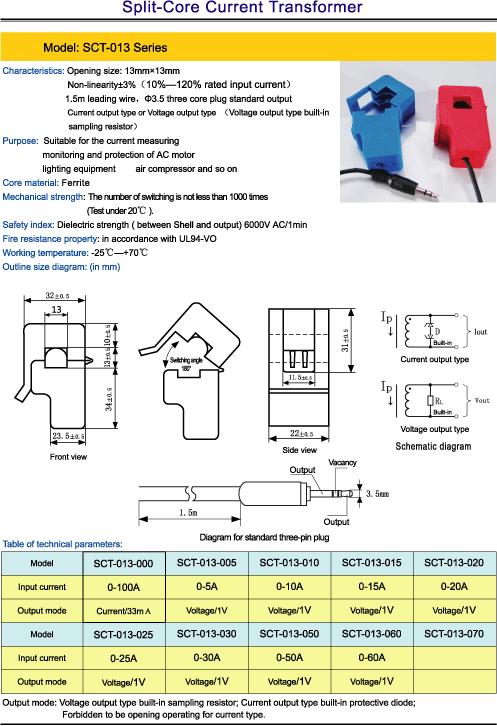 Split-Core Current Transformer
Model: SCT-013 Series
Characteristics: Opening size: 13mm×13mm
Non-linearity±3%（10%—120% rated input current）
1.5m leading wire，Φ3.5 three core plug standard output
Current output type or Voltage output type （Voltage output type built-in
sampling resistor）
Purpose: Suitable for the current measuring
monitoring and protection of AC motor
lighting equipment air compressor and so on
Core material: Ferrite
Mechanical strength: The number of switching is not less than 1000 times
(Test under 20℃ ).
Safety index: Dielectric strength ( between Shell and output) 6000V AC/1min
Fire resistance property: in accordance with UL94-VO
Working temperature: -25℃—+70℃
Outline size diagram: (in mm)
32±0.5
13
10±0.5
13±0.5
34±0.5
23.5±0.5
Front view
Switching angle
180°
31±0.5
11.5±0.5
22±0.5
Side view
Ip
D
Built-in
Iout
Current output type
Ip
RL
Built-in
Vout
Voltage output type
Schematic diagram
Output
Vacancy
3.5mm
1.5m
Output
Diagram for standard three-pin plug
Table of technical parameters:
Model SCT-013-000 SCT-013-005 SCT-013-010 SCT-013-015 SCT-013-020
Input current 0-100A 0-5A 0-10A 0-15A 0-20A
Output mode Current/33mA Voltage/1V Voltage/1V Voltage/1V Voltage/1V
Model SCT-013-025 SCT-013-030 SCT-013-050 SCT-013-060 SCT-013-070
Input current 0-25A 0-30A 0-50A 0-60A
Output mode Voltage/1V Voltage/1V Voltage/1V Voltage/1V
Output mode: Voltage output type built-in sampling resistor; Current output type built-in protective diode;
Forbidden to be opening operating for current type.